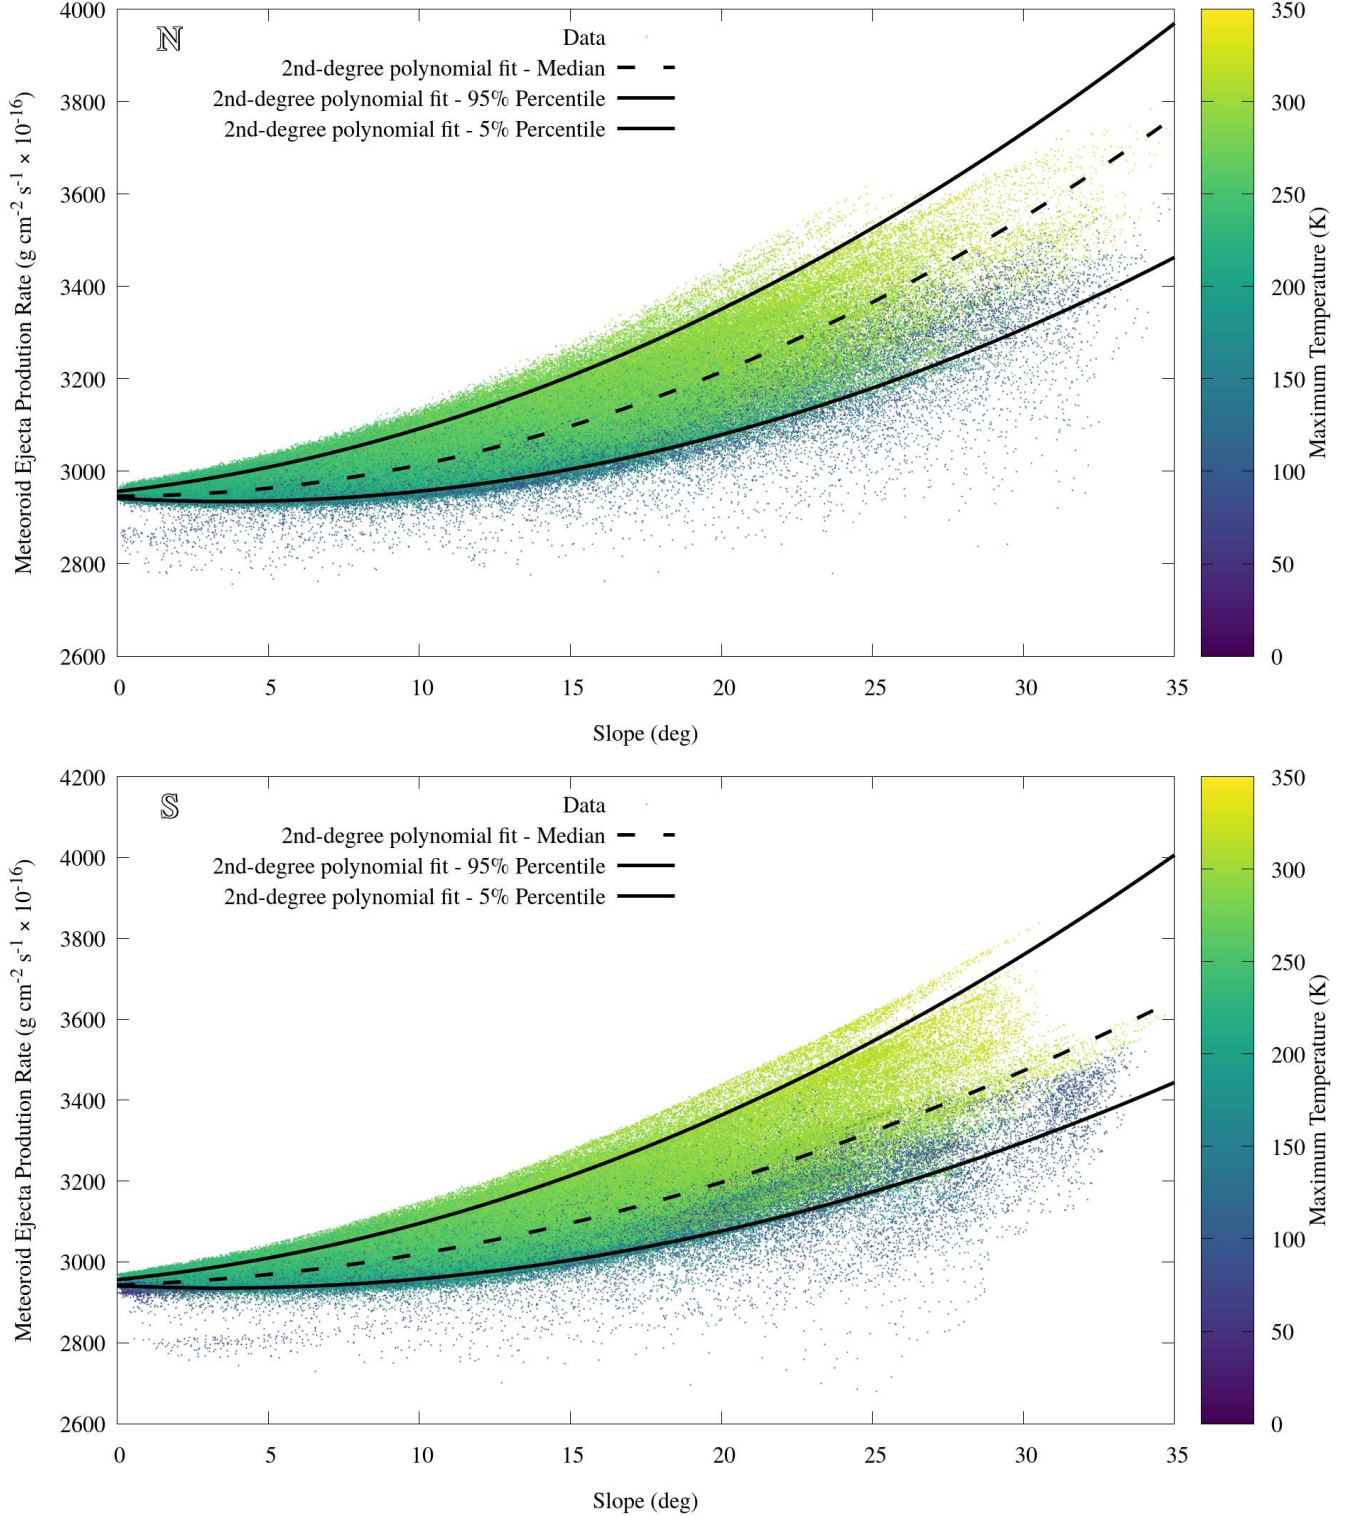 N
Data
2nd-degree polynomial fit - Median
2nd-degree polynomial fit - 95% Percentile
2nd-degree polynomial fit - 5% Percentile
Meteoroid Ejecta Prodution Rate (g cm-2 s-1 × 10-16)
4000
3800
3600
3400
3200
3000
2800
2600
0 5 10 15 20 25 30 35
Slope (deg)
350
300
250
200
150
100
50
0
Maximum Temperature (K)
S
Data
2nd-degree polynomial fit - Median
2nd-degree polynomial fit - 95% Percentile
2nd-degree polynomial fit - 5% Percentile
Meteoroid Ejecta Prodution Rate (g cm-2 s-1 × 10-16)
4200
4000
3800
3600
3400
3200
3000
2800
2600
0 5 10 15 20 25 30 35
Slope (deg)
350
300
250
200
150
100
50
0
Maximum Temperature (K)